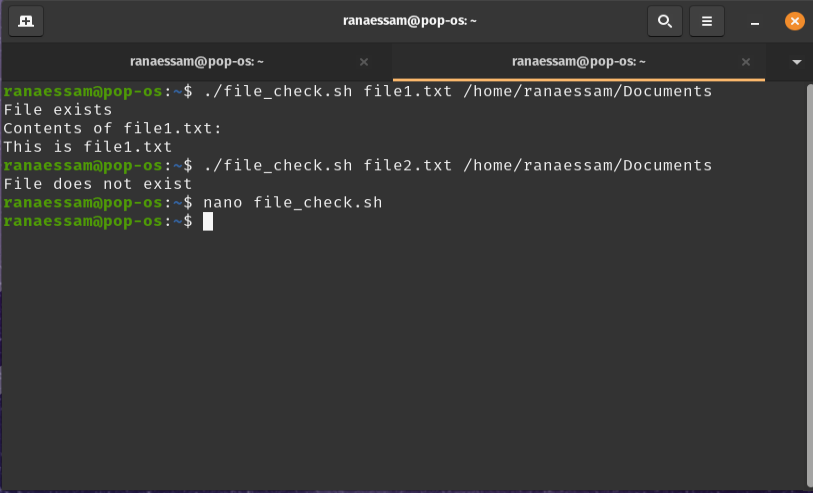 ranaessam@pop-os: ~
ranaessam@pop-os: ~
ranaessam@pop-os: ~
ranaessam@pop-os:~$ ./file_check.sh file1.txt /home/ranaessam/Documents
File exists
Contents of file1.txt:
This is file1.txt
ranaessam@pop-os:~$ ./file_check.sh file2.txt /home/ranaessam/Documents
File does not exist
ranaessam@pop-os:~$ nano file_check.sh
ranaessam@pop-os:~$